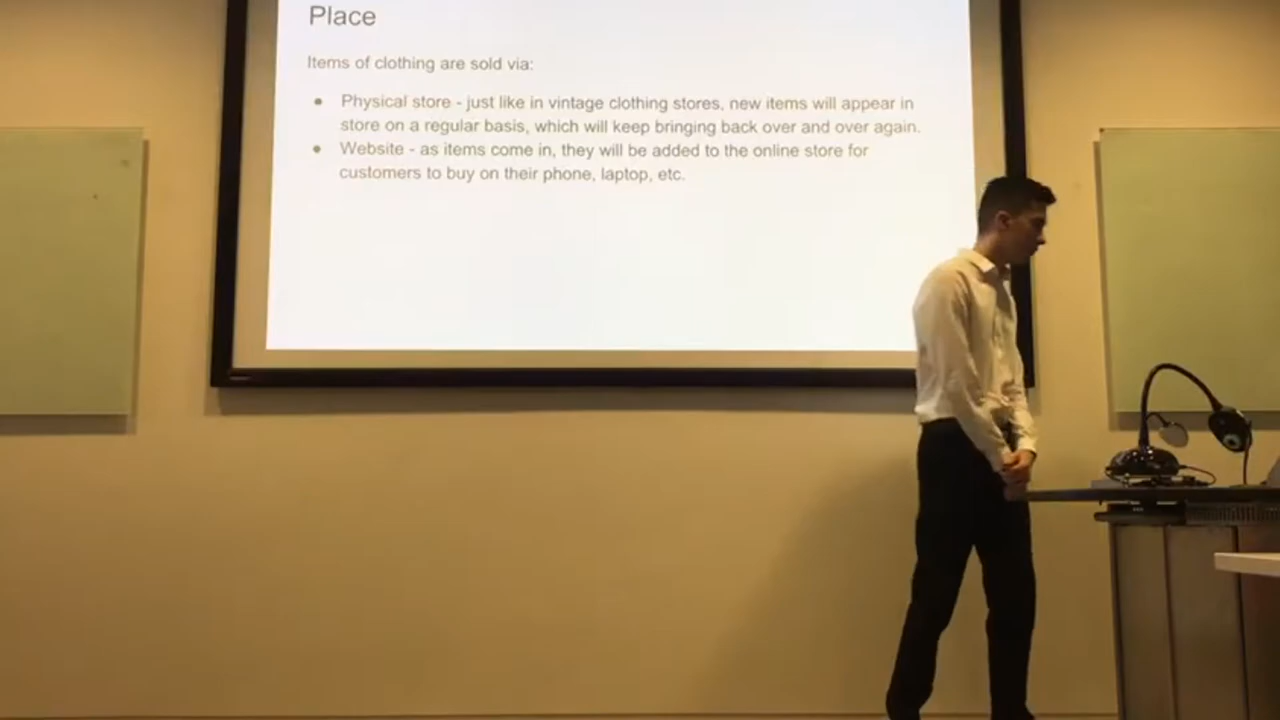 Place
Items of clothing are sold via:
● Physical store - just like in vintage clothing stores, new items will appear in
store on a regular basis, which will keep bringing back over and over again.
● Website - as items come in, they will be added to the online store for
customers to buy on their phone, laptop, etc.